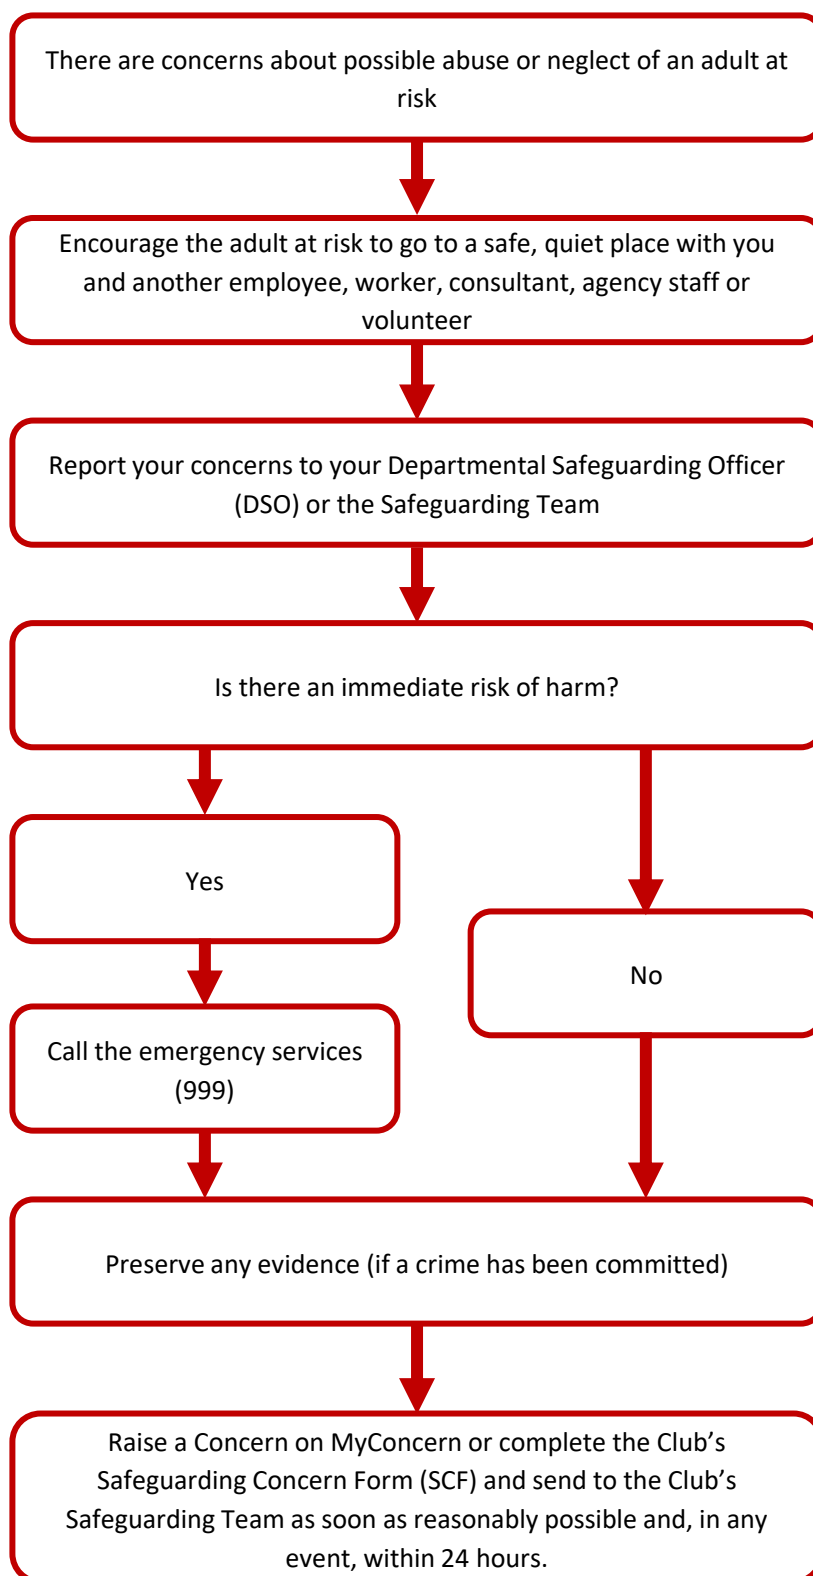 There are concerns about possible abuse or neglect of an adult at
risk
Encourage the adult at risk to go to a safe, quiet place with you
and another employee, worker, consultant, agency staff or
volunteer
Report your concerns to your Departmental Safeguarding Officer
(DSO) or the Safeguarding Team
Is there an immediate risk of harm?
Yes
No
Call the emergency services
(999)
Preserve any evidence (if a crime has been committed)
Raise a Concern on MyConcern or complete the Club’s
Safeguarding Concern Form (SCF) and send to the Club’s
Safeguarding Team as soon as reasonably possible and, in any
event, within 24 hours.